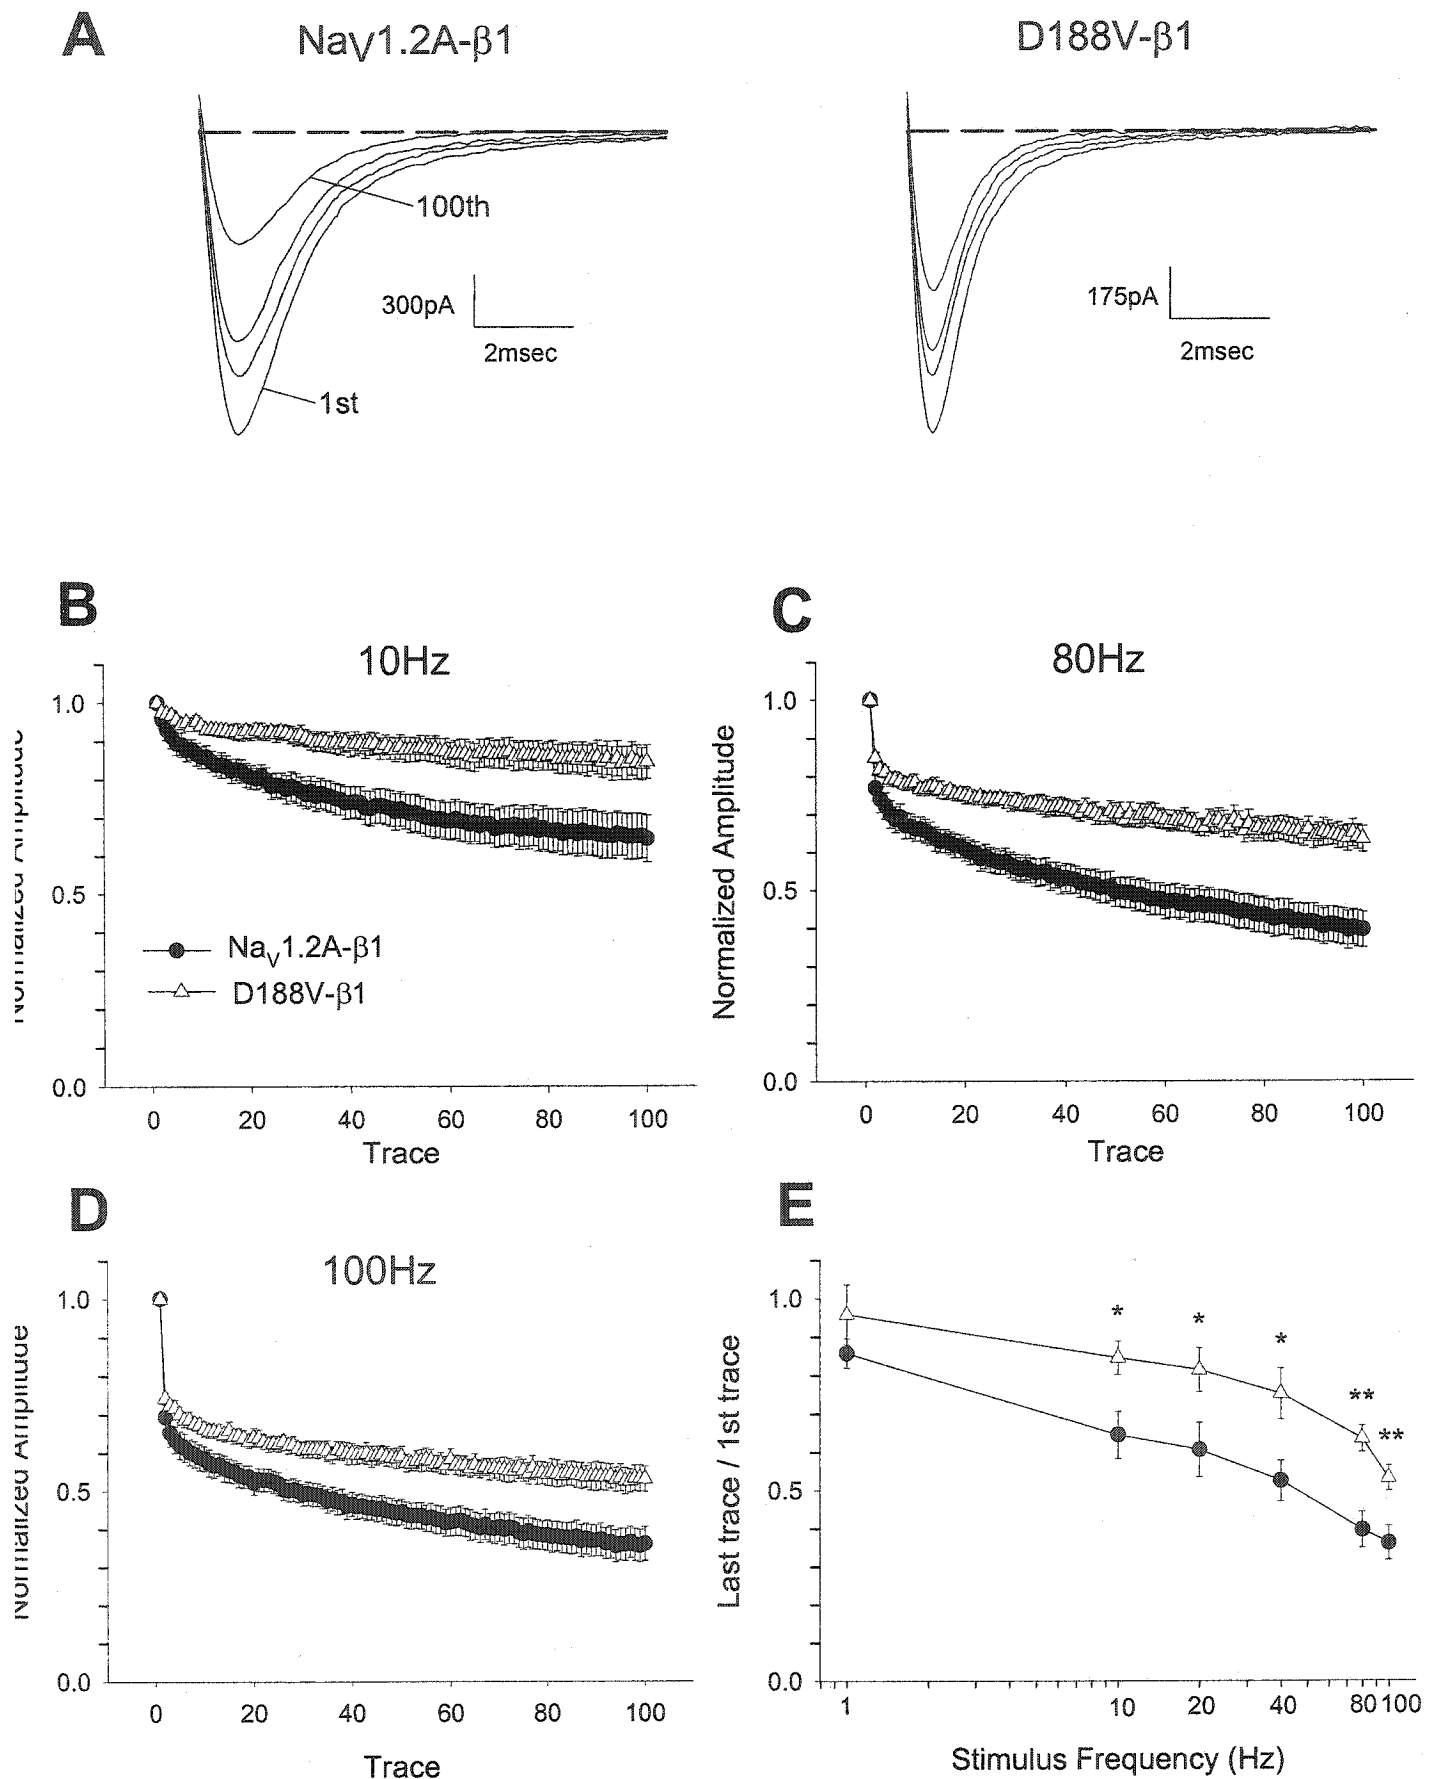 A
NaV1.2A-β1
D188V-β1
100th
300pA
2msec
1st
175pA
2msec
B
10Hz
1.0
0.5
0.0
Normalized Amplitude
NaV1.2A-β1
D188V-β1
0 20 40 60 80 100
Trace
C
80Hz
1.0
0.5
0.0
Normalized Amplitude
0 20 40 60 80 100
Trace
D
100Hz
1.0
0.5
0.0
Normalized Amplitude
0 20 40 60 80 100
Trace
E
1.0
0.5
0.0
Last trace / 1st trace
* * * ** **
1 10 20 40 80 100
Stimulus Frequency (Hz)